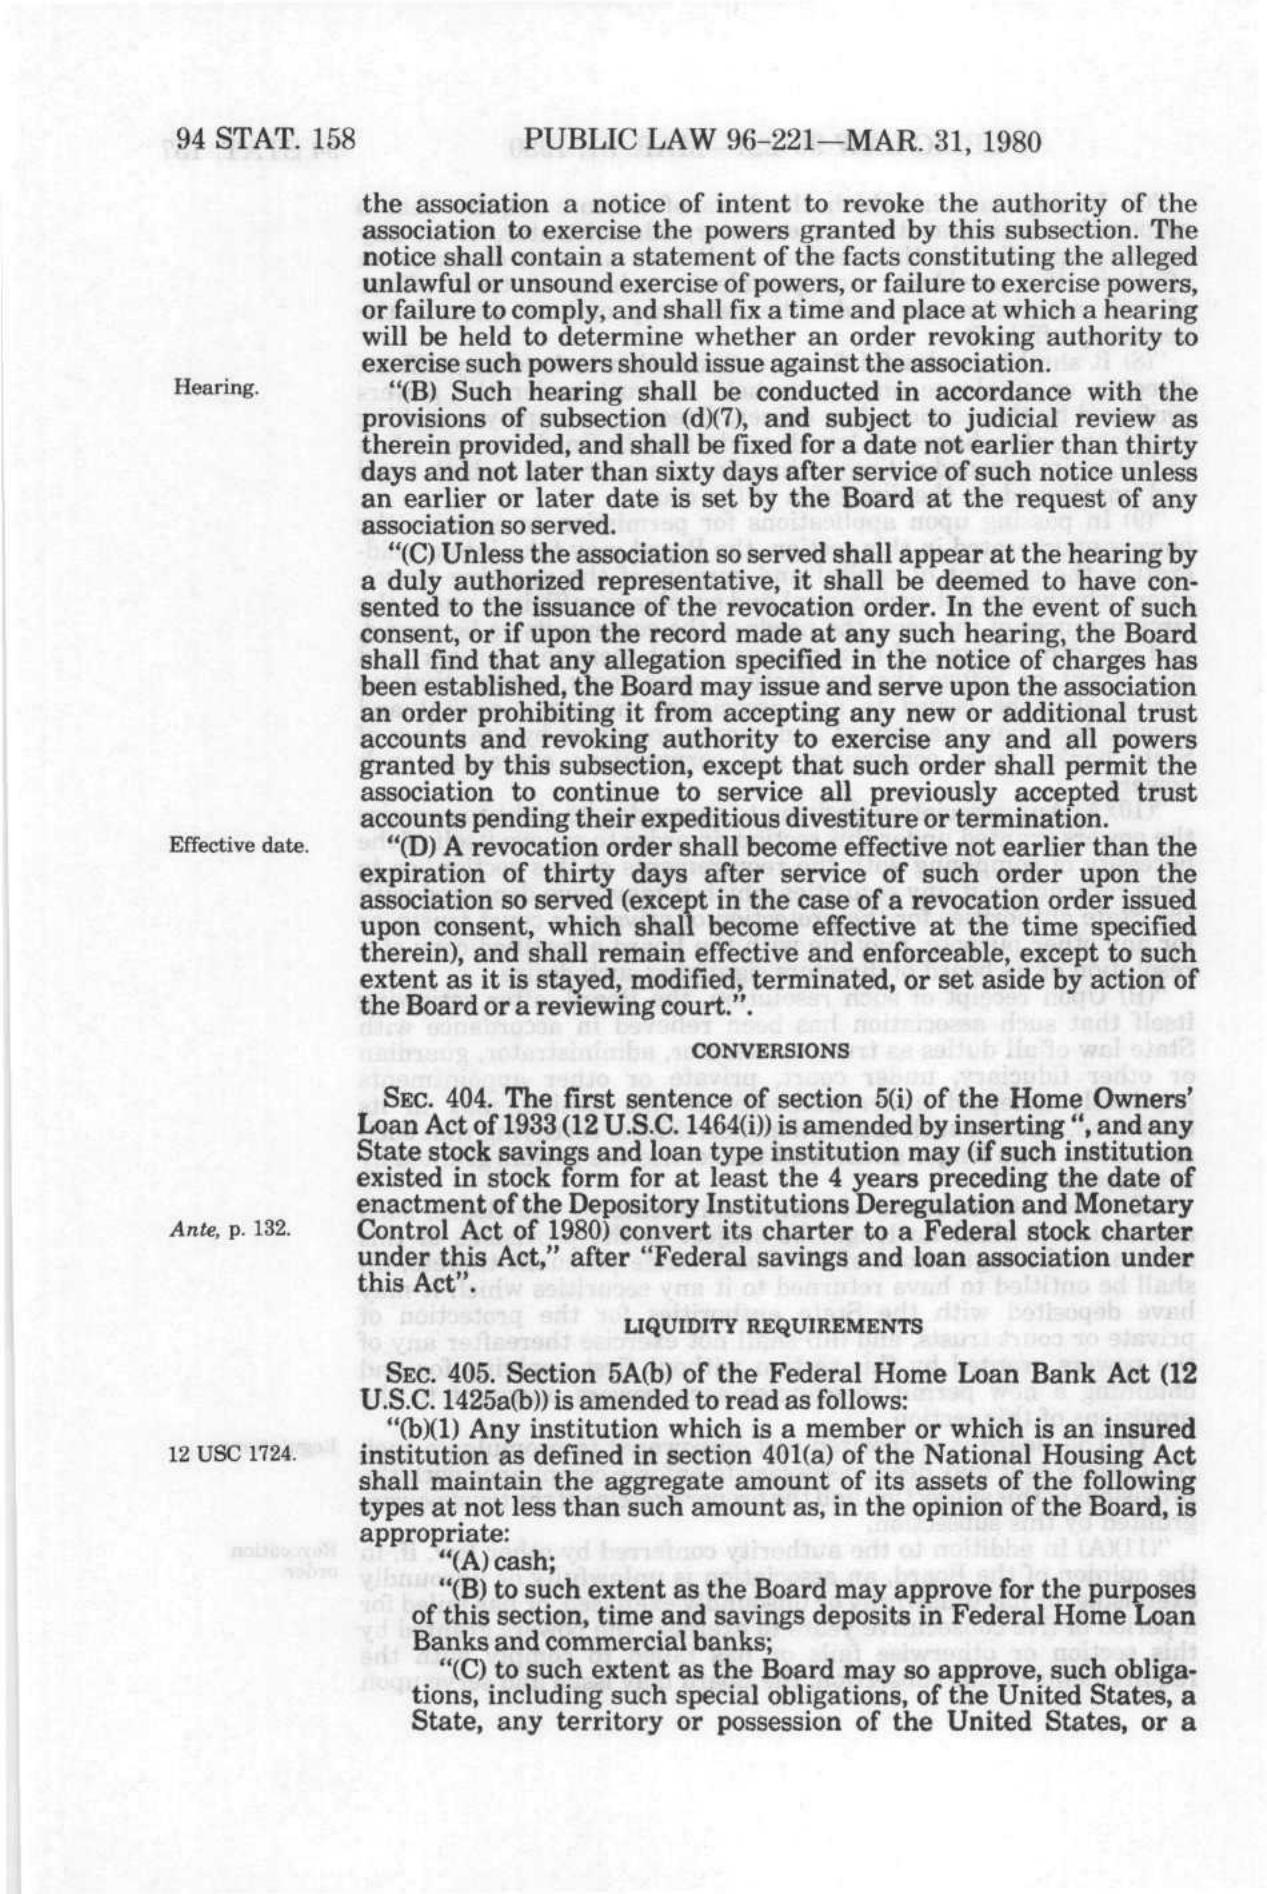 94 STAT. 158
PUBLIC LAW 96–221—MAR. 31, 1980
the association a notice of intent to revoke the authority of the
association to exercise the powers granted by this subsection. The
notice shall contain a statement of the facts constituting the alleged
unlawful or unsound exercise of powers, or failure to exercise powers,
or failure to comply, and shall fix a time and place at which a hearing
will be held to determine whether an order revoking authority to
exercise such powers should issue against the association.
Hearing.
“(B) Such hearing shall be conducted in accordance with the
provisions of subsection (d)(7), and subject to judicial review as
therein provided, and shall be fixed for a date not earlier than thirty
days and not later than sixty days after service of such notice unless
an earlier or later date is set by the Board at the request of any
association so served.
“(C) Unless the association so served shall appear at the hearing by
a duly authorized representative, it shall be deemed to have con-
sented to the issuance of the revocation order. In the event of such
consent, or if upon the record made at any such hearing, the Board
shall find that any allegation specified in the notice of charges has
been established, the Board may issue and serve upon the association
an order prohibiting it from accepting any new or additional trust
accounts and revoking authority to exercise any and all powers
granted by this subsection, except that such order shall permit the
association to continue to service all previously accepted trust
accounts pending their expeditious divestiture or termination.
Effective date.
“(D) A revocation order shall become effective not earlier than the
expiration of thirty days after service of such order upon the
association so served (except in the case of a revocation order issued
upon consent, which shall become effective at the time specified
therein), and shall remain effective and enforceable, except to such
extent as it is stayed, modified, terminated, or set aside by action of
the Board or a reviewing court.”.
CONVERSIONS
SEC. 404. The first sentence of section 5(i) of the Home Owners’
Loan Act of 1933 (12 U.S.C. 1464(i)) is amended by inserting “, and any
State stock savings and loan type institution may (if such institution
existed in stock form for at least the 4 years preceding the date of
enactment of the Depository Institutions Deregulation and Monetary
Ante, p. 132.
Control Act of 1980) convert its charter to a Federal stock charter
under this Act,” after “Federal savings and loan association under
this Act”.
LIQUIDITY REQUIREMENTS
SEC. 405. Section 5A(b) of the Federal Home Loan Bank Act (12
U.S.C. 1425a(b)) is amended to read as follows:
“(b)(1) Any institution which is a member or which is an insured
12 USC 1724.
institution as defined in section 401(a) of the National Housing Act
shall maintain the aggregate amount of its assets of the following
types at not less than such amount as, in the opinion of the Board, is
appropriate:
“(A) cash;
“(B) to such extent as the Board may approve for the purposes
of this section, time and savings deposits in Federal Home Loan
Banks and commercial banks;
“(C) to such extent as the Board may so approve, such obliga-
tions, including such special obligations, of the United States, a
State, any territory or possession of the United States, or a